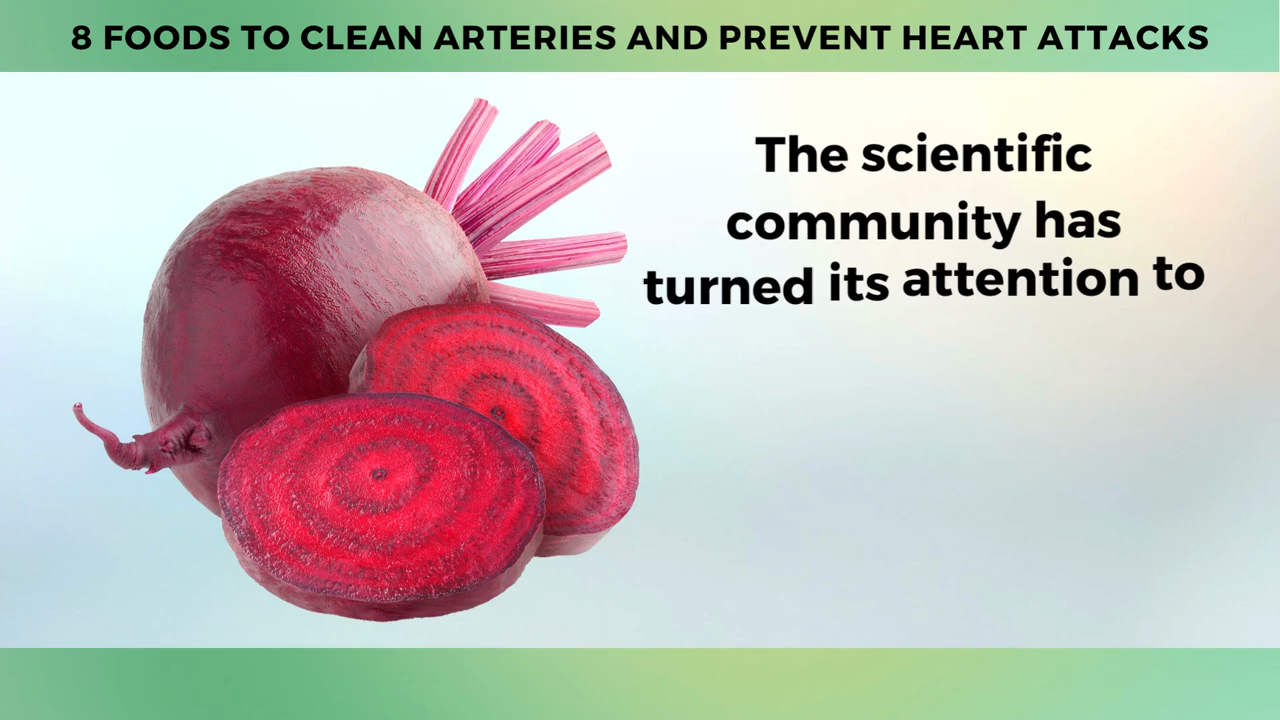 8 FOODS TO CLEAN ARTERIES AND PREVENT HEART ATTACKS
The scientific
community has
turned its attention to